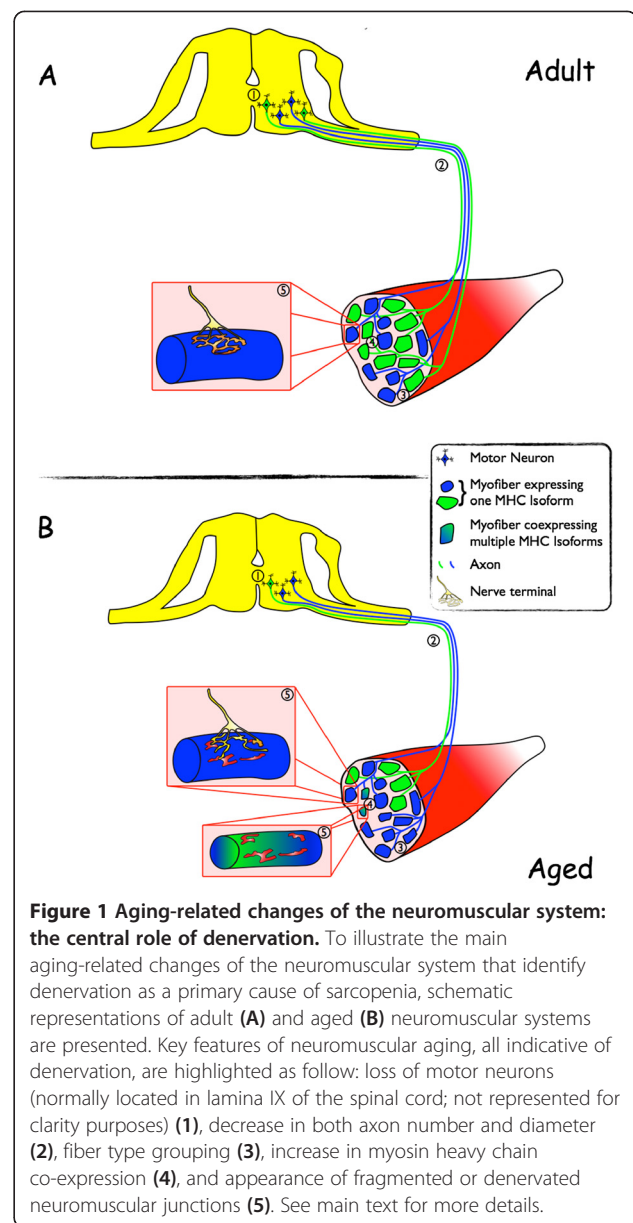 A
Adult
①
②
⑤
④
③
Motor Neuron
Myofiber expressing
one MHC Isoform
Myofiber coexpressing
multiple MHC Isoforms
Axon
Nerve terminal
B
①
②
⑤
④
⑤
③
Aged
Figure 1 Aging-related changes of the neuromuscular system:
the central role of denervation. To illustrate the main
aging-related changes of the neuromuscular system that identify
denervation as a primary cause of sarcopenia, schematic
representations of adult (A) and aged (B) neuromuscular systems
are presented. Key features of neuromuscular aging, all indicative of
denervation, are highlighted as follow: loss of motor neurons
(normally located in lamina IX of the spinal cord; not represented for
clarity purposes) (1), decrease in both axon number and diameter
(2), fiber type grouping (3), increase in myosin heavy chain
co-expression (4), and appearance of fragmented or denervated
neuromuscular junctions (5). See main text for more details.